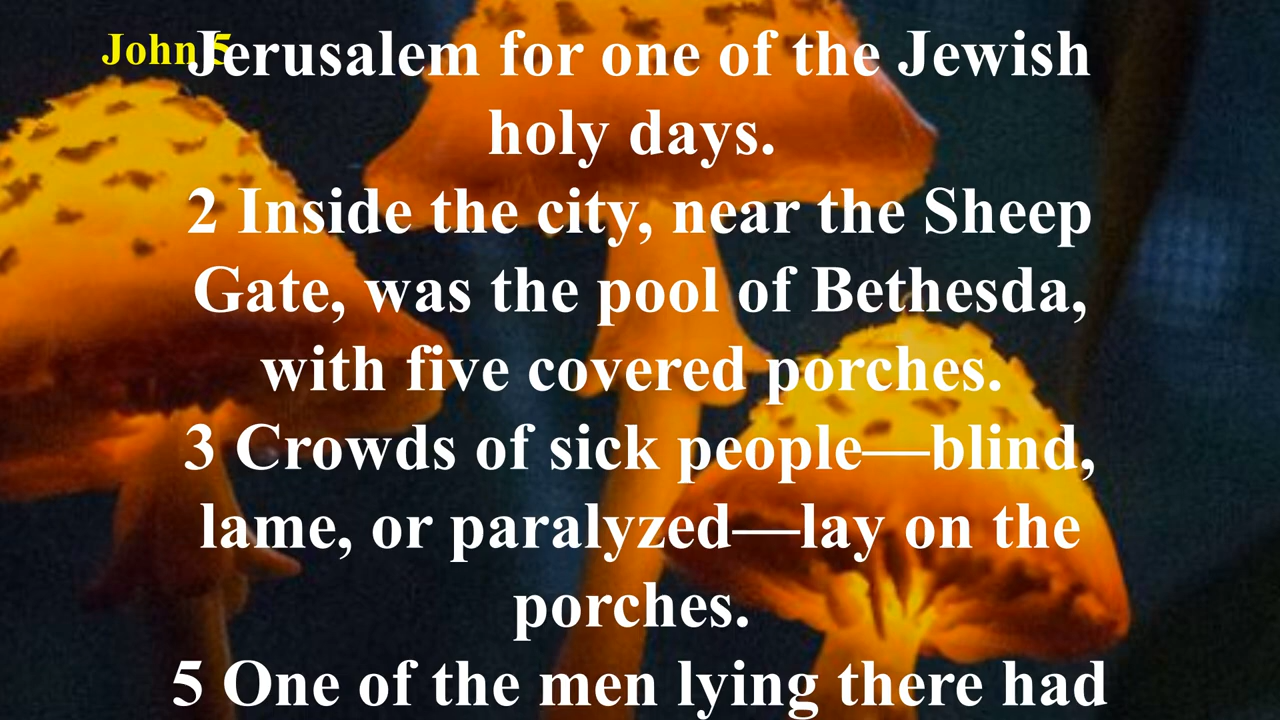 John 5
Jerusalem for one of the Jewish
holy days.
2 Inside the city, near the Sheep
Gate, was the pool of Bethesda,
with five covered porches.
3 Crowds of sick people—blind,
lame, or paralyzed—lay on the
porches.
5 One of the men lying there had